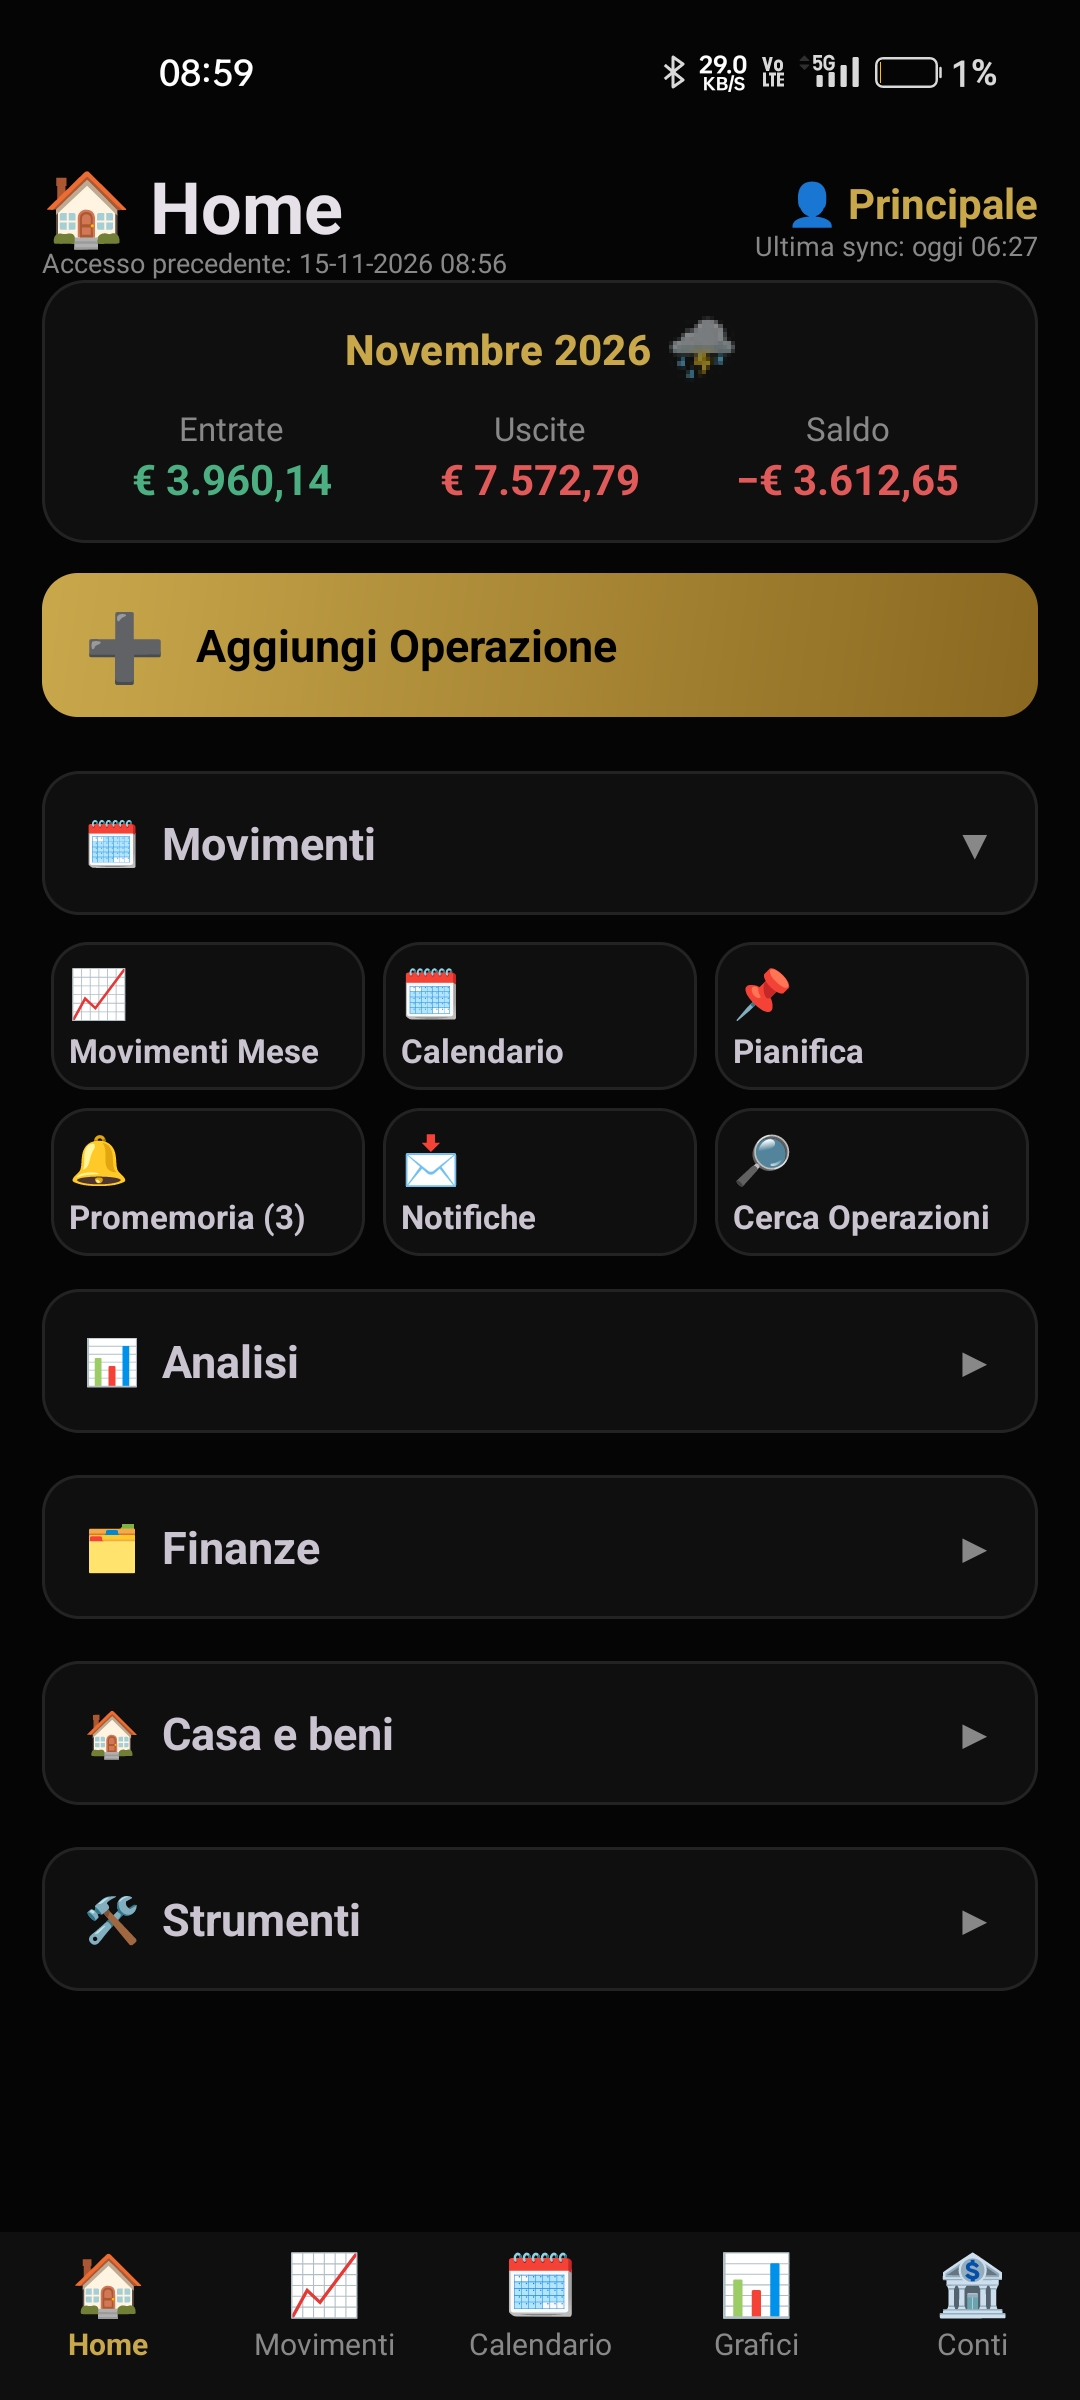 08:59
29.0 KB/S Vo LTE 5G 1%
Home
Principale
Ultima sync: oggi 06:27
Accesso precedente: 15-11-2026 08:56
Novembre 2026
Entrate Uscite Saldo
€ 3.960,14 € 7.572,79 −€ 3.612,65
Aggiungi Operazione
Movimenti
Movimenti Mese Calendario Pianifica
Promemoria (3) Notifiche Cerca Operazioni
Analisi
Finanze
Casa e beni
Strumenti
Home Movimenti Calendario Grafici Conti